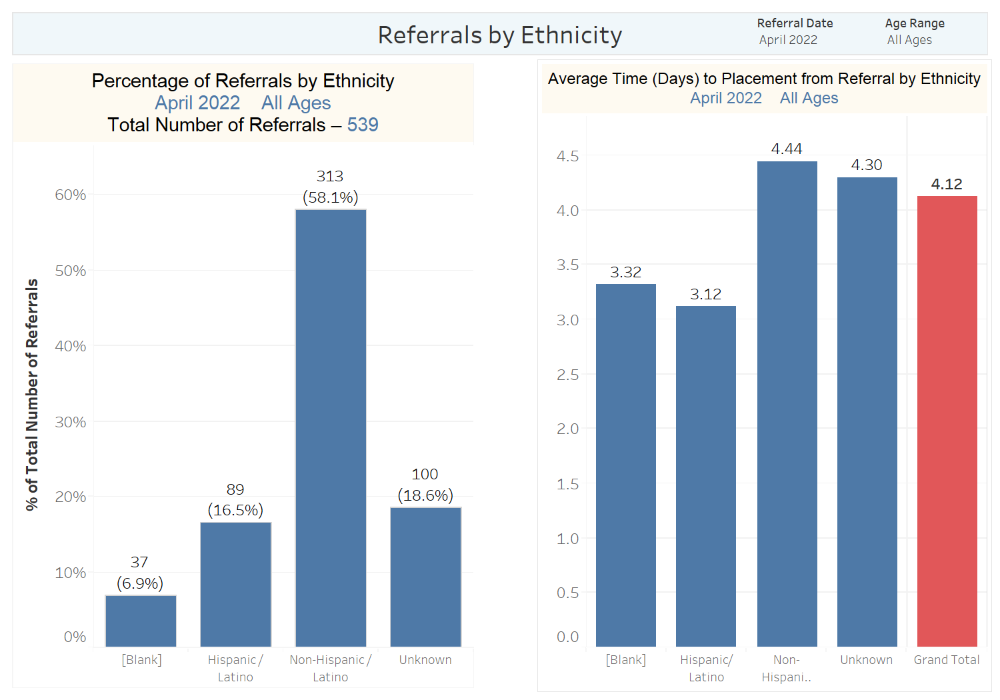 Referrals by Ethnicity
Referral Date
April 2022
Age Range
All Ages
Percentage of Referrals by Ethnicity
April 2022 All Ages
Total Number of Referrals – 539
% of Total Number of Referrals
60%
50%
40%
30%
20%
10%
0%
37
(6.9%)
89
(16.5%)
313
(58.1%)
100
(18.6%)
[Blank]
Hispanic /
Latino
Non-Hispanic /
Latino
Unknown
Average Time (Days) to Placement from Referral by Ethnicity
April 2022 All Ages
4.5
4.0
3.5
3.0
2.5
2.0
1.5
1.0
0.5
0.0
3.32
3.12
4.44
4.30
4.12
[Blank]
Hispanic/
Latino
Non-
Hispani..
Unknown
Grand Total